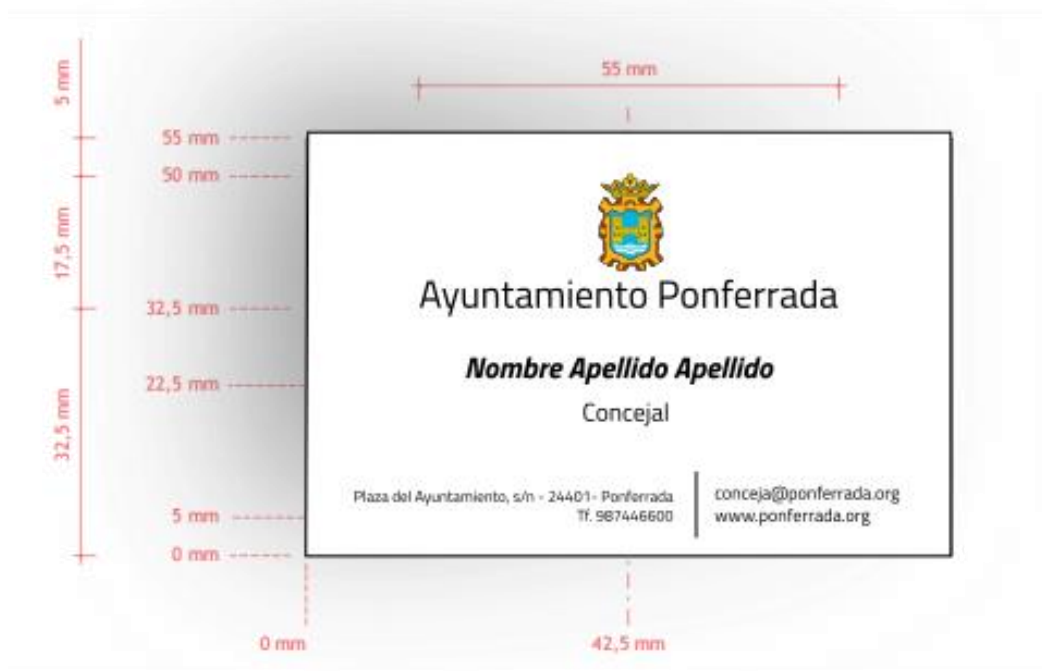 55 mm
5 mm
55 mm
50 mm
17,5 mm
Ayuntamiento Ponferrada
32,5 mm
Nombre Apellido Apellido
22,5 mm
Concejal
32,5 mm
Plaza del Ayuntamiento, s/n - 24401- Ponferrada
Tf. 987446600
conceja@ponferrada.org
www.ponferrada.org
5 mm
0 mm
0 mm
42,5 mm